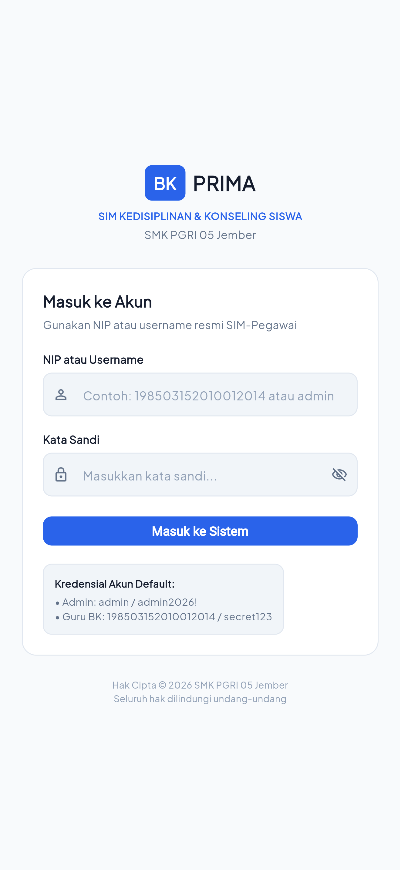 BK PRIMA
SIM KEDISIPLINAN & KONSELING SISWA
SMK PGRI 05 Jember
Masuk ke Akun
Gunakan NIP atau username resmi SIM-Pegawai
NIP atau Username
Contoh: 198503152010012014 atau admin
Kata Sandi
Masukkan kata sandi...
Masuk ke Sistem
Kredensial Akun Default:
• Admin: admin / admin2026!
• Guru BK: 198503152010012014 / secret123
Hak Cipta © 2026 SMK PGRI 05 Jember
Seluruh hak dilindungi undang-undang